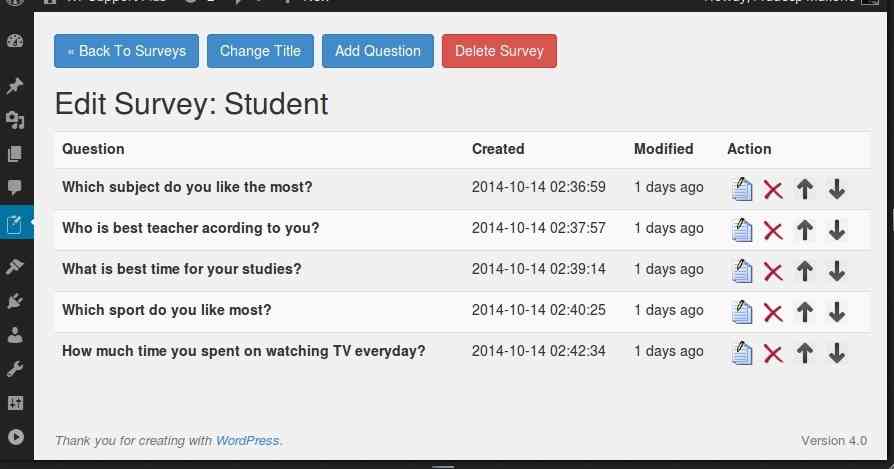 « Back To Surveys Change Title Add Question Delete Survey
Edit Survey: Student
Question Created Modified Action
Which subject do you like the most? 2014-10-14 02:36:59 1 days ago
Who is best teacher acording to you? 2014-10-14 02:37:57 1 days ago
What is best time for your studies? 2014-10-14 02:39:14 1 days ago
Which sport do you like most? 2014-10-14 02:40:25 1 days ago
How much time you spent on watching TV everyday? 2014-10-14 02:42:34 1 days ago
Thank you for creating with WordPress. Version 4.0